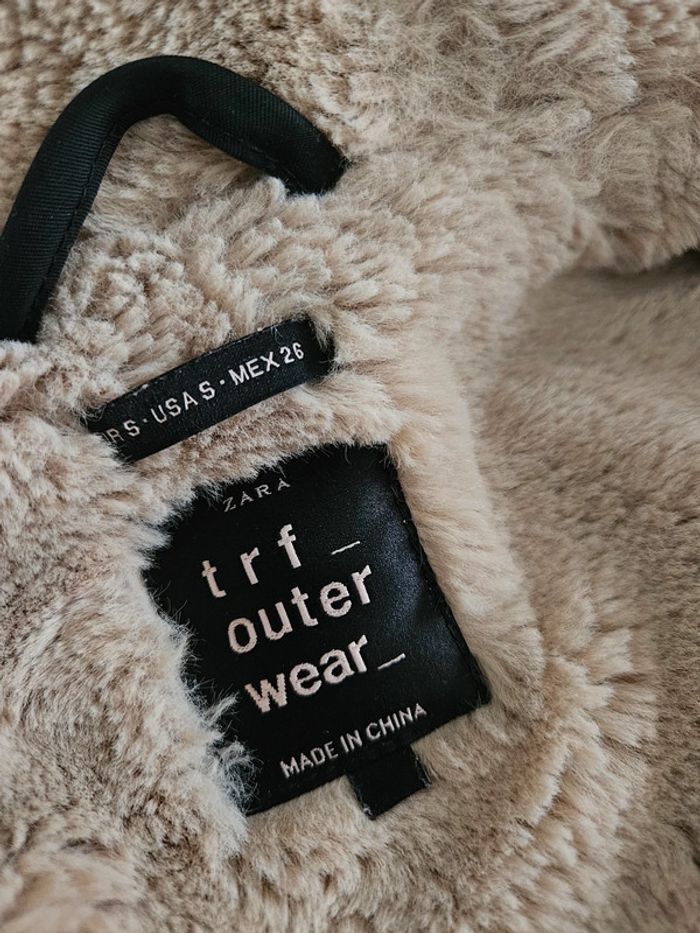 S · USA S · MEX 26
ZARA
trf_
outer
wear_
MADE IN CHINA